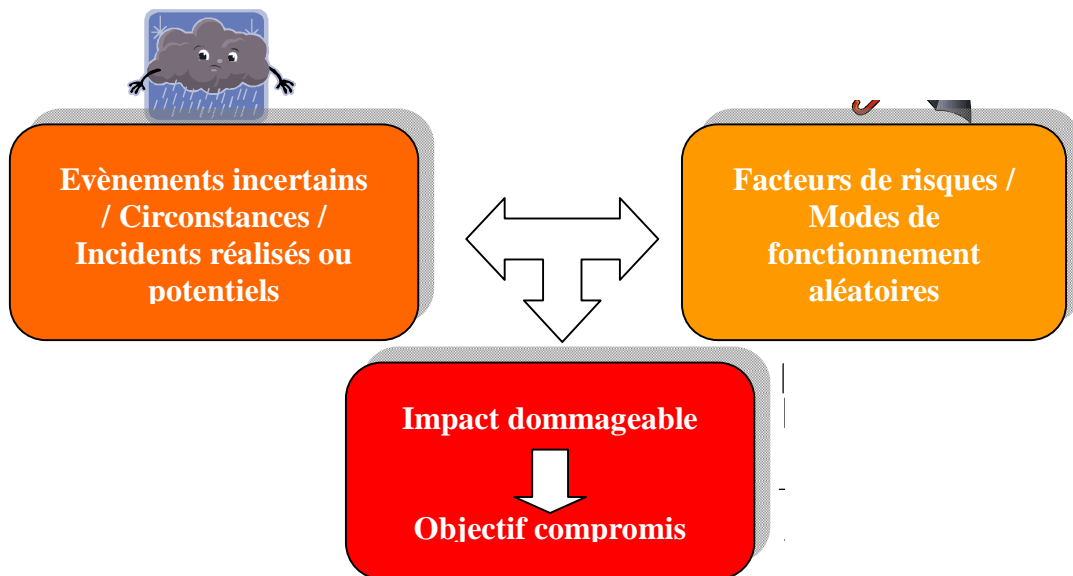 Evènements incertains
/ Circonstances /
Incidents réalisés ou
potentiels
Facteurs de risques /
Modes de
fonctionnement
aléatoires
Impact dommageable
Objectif compromis